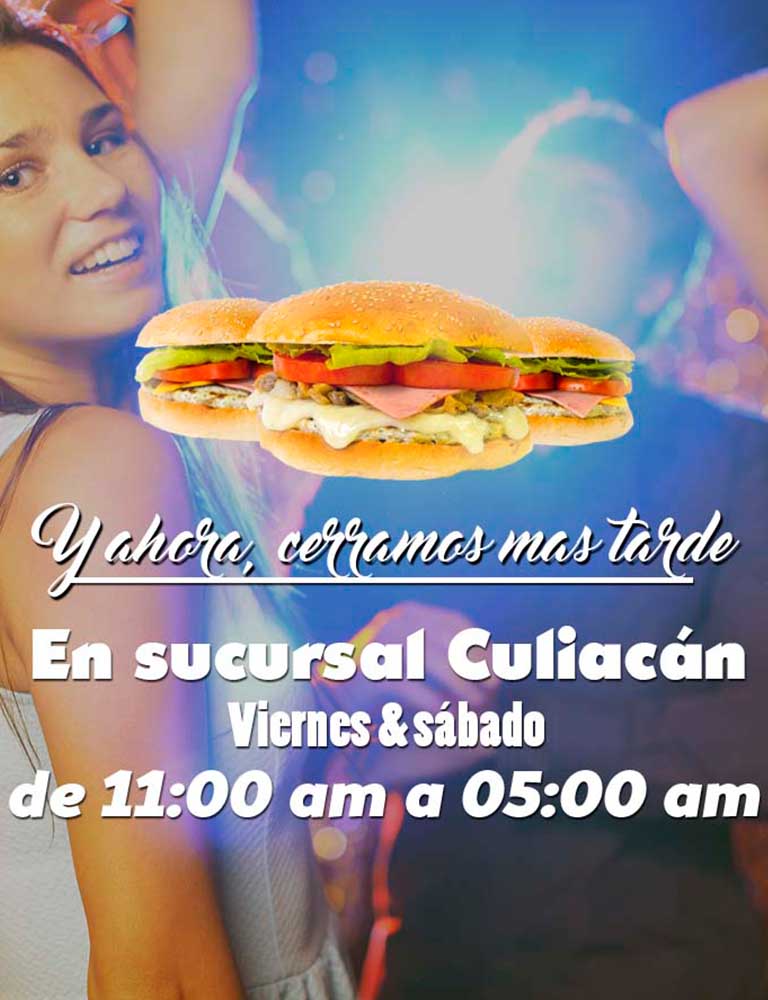 Y ahora, cerramos mas tarde
En sucursal Culiacán
Viernes & sábado
de 11:00 am a 05:00 am